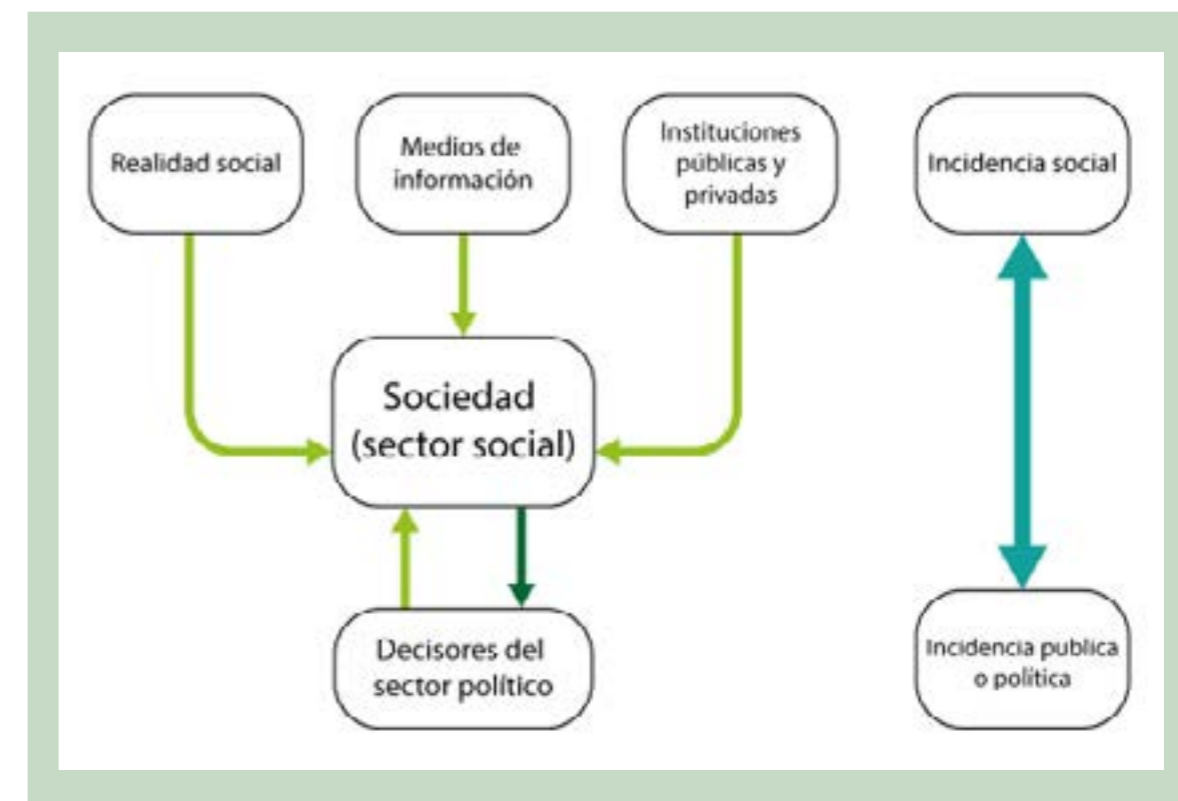 Realidad social
Medios de
información
Instituciones
públicas y
privadas
Incidencia social
Sociedad
(sector social)
Decisores del
sector político
Incidencia publica
o política